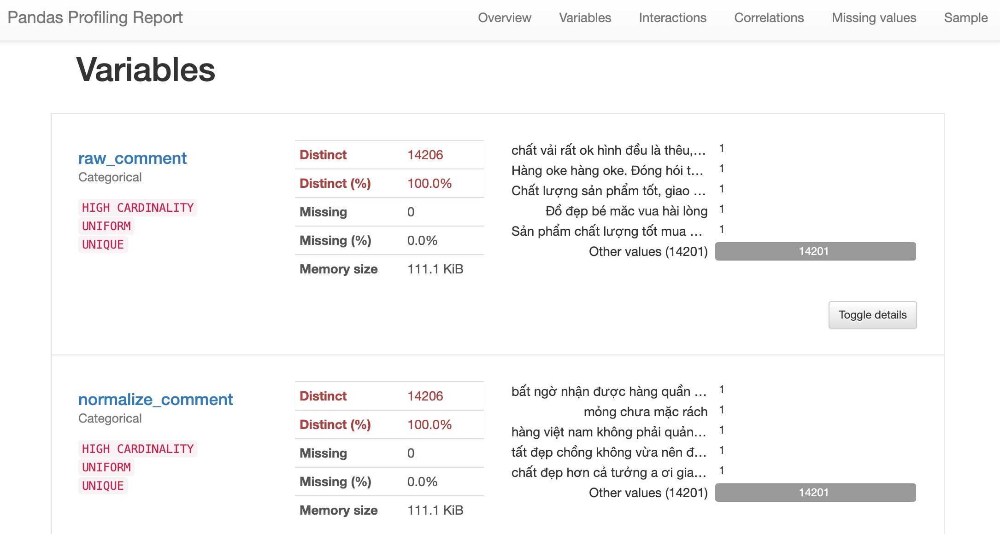 Pandas Profiling Report
Overview Variables Interactions Correlations Missing values Sample
Variables
raw_comment
Categorical
HIGH CARDINALITY
UNIFORM
UNIQUE
Distinct 14206
Distinct (%) 100.0%
Missing 0
Missing (%) 0.0%
Memory size 111.1 KiB
chất vải rất ok hình đều là thêu,... 1
Hàng oke hàng oke. Đóng hói t... 1
Chất lượng sản phẩm tốt, giao ... 1
Đồ đẹp bé măc vua hài lòng 1
Sản phẩm chất lượng tốt mua ... 1
Other values (14201) 14201
Toggle details
normalize_comment
Categorical
HIGH CARDINALITY
UNIFORM
UNIQUE
Distinct 14206
Distinct (%) 100.0%
Missing 0
Missing (%) 0.0%
Memory size 111.1 KiB
bất ngờ nhận được hàng quần ... 1
mỏng chưa mặc rách 1
hàng việt nam không phải quản... 1
tất đẹp chồng không vừa nên đ... 1
chất đẹp hơn cả tưởng a ơi gia... 1
Other values (14201) 14201